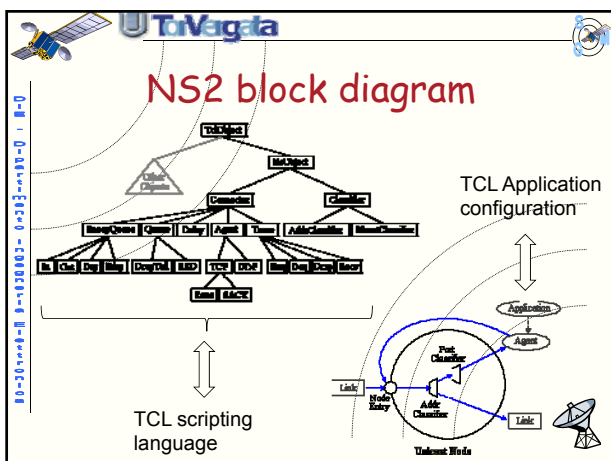 TorVergata
S
G M
NS2 block diagram
DIE - Dipartimento Ingegneria Elettronica
TclObject
Other
Objects
NsObject
Connector
Classifier
SnoopQueue Queue Delay Agent Trace AddrClassifier McastClassifier
In Out Drp Edrp DropTail RED TCP UDP Enq Deq Drop Recv
Reno SACK
TCL Application
configuration
Application
Agent
Port
Classifier
Link
Node
Entry
Addr
Classifier
Link
Unicast Node
TCL scripting
language